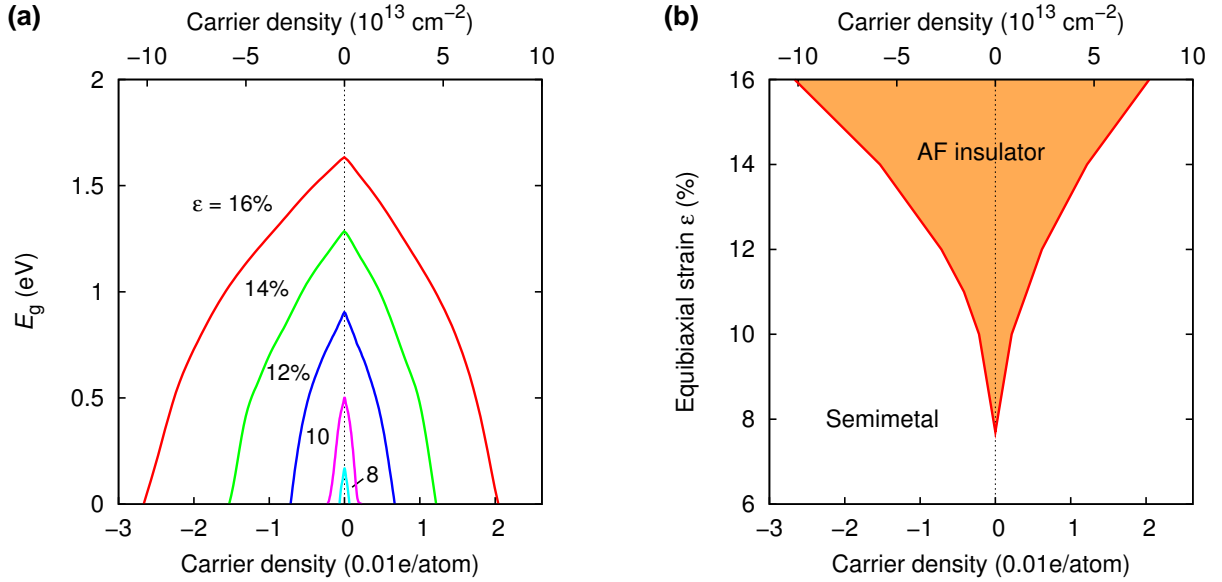 (a)
Carrier density (10^13 cm^−2)
−10 −5 0 5 10
2
1.5
1
0.5
0
E_g (eV)
ε = 16%
14%
12%
10
8
−3 −2 −1 0 1 2
Carrier density (0.01e/atom)
(b)
Carrier density (10^13 cm^−2)
−10 −5 0 5 10
16
14
12
10
8
6
Equibiaxial strain ε (%)
AF insulator
Semimetal
−3 −2 −1 0 1 2
Carrier density (0.01e/atom)